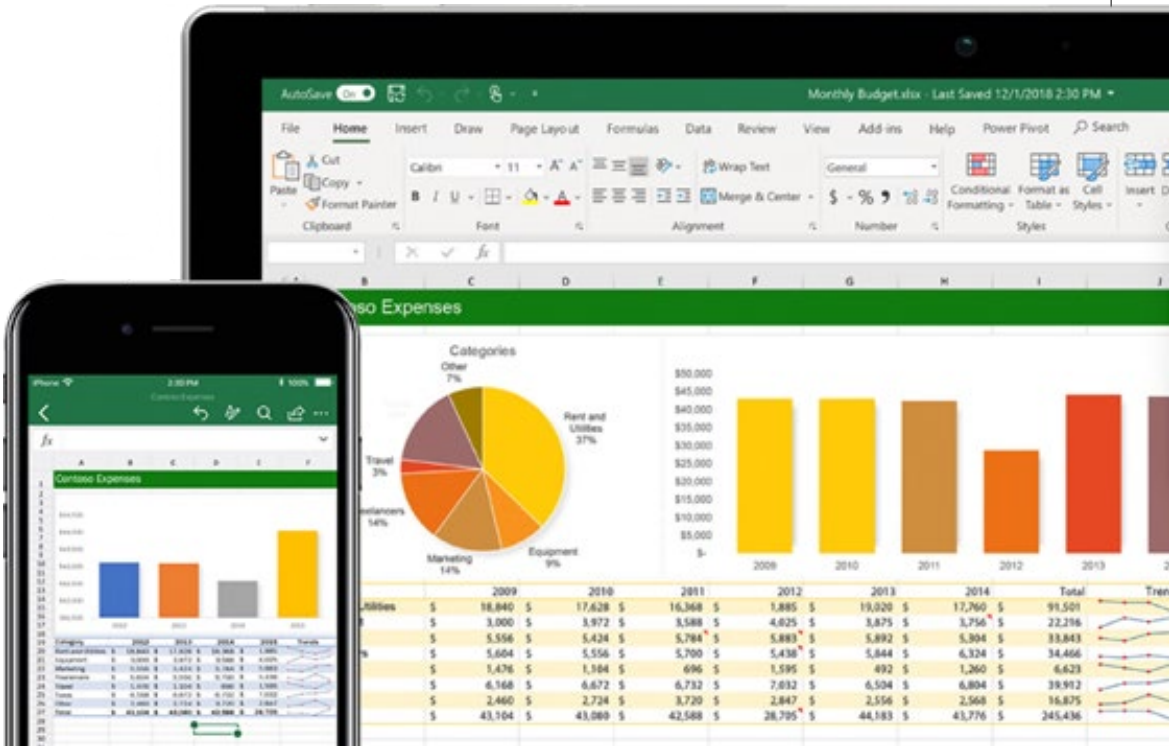 AutoSave On Monthly Budget.xlsx - Last Saved 12/1/2018 2:30 PM
File Home Insert Draw Page Layout Formulas Data Review View Add-ins Help Power Pivot Search
Paste
Cut
Copy
Format Painter
Calibri 11
B I U
Wrap Text
Merge & Center
General
$ % 9
Conditional Formatting
Format as Table
Cell Styles
Insert
Clipboard Font Alignment Number Styles
fx
B C D E F G H I J
so Expenses
Categories
Other
7%
Rent and
Utilities
37%
Travel
3%
14%
Marketing
14%
Equipment
9%
$50,000
$45,000
$40,000
$35,000
$30,000
$25,000
$20,000
$15,000
$10,000
$5,000
$-
2009 2010 2011 2012 2013
2009 2010 2011 2012 2013 2014 Total
Utilities $ 18,840 $ 17,628 $ 16,368 $ 1,885 $ 19,020 $ 17,760 $ 91,501
$ 3,000 $ 3,972 $ 3,588 $ 4,025 $ 3,875 $ 3,756 $ 22,216
$ 5,556 $ 5,424 $ 5,784 $ 5,883 $ 5,892 $ 5,304 $ 33,843
$ 5,604 $ 5,556 $ 5,700 $ 5,438 $ 5,844 $ 6,324 $ 34,466
$ 1,476 $ 1,104 $ 696 $ 1,595 $ 492 $ 1,260 $ 6,623
$ 6,168 $ 6,672 $ 6,732 $ 7,032 $ 6,504 $ 6,804 $ 39,912
$ 2,460 $ 2,724 $ 3,720 $ 2,847 $ 2,556 $ 2,568 $ 16,875
$ 43,104 $ 43,080 $ 42,588 $ 28,705 $ 44,183 $ 43,776 $ 245,436
iPhone 2:30 PM 100%
Contoso Expenses
fx
Contoso Expenses
Category 2012 2013 2014 2015 Trends